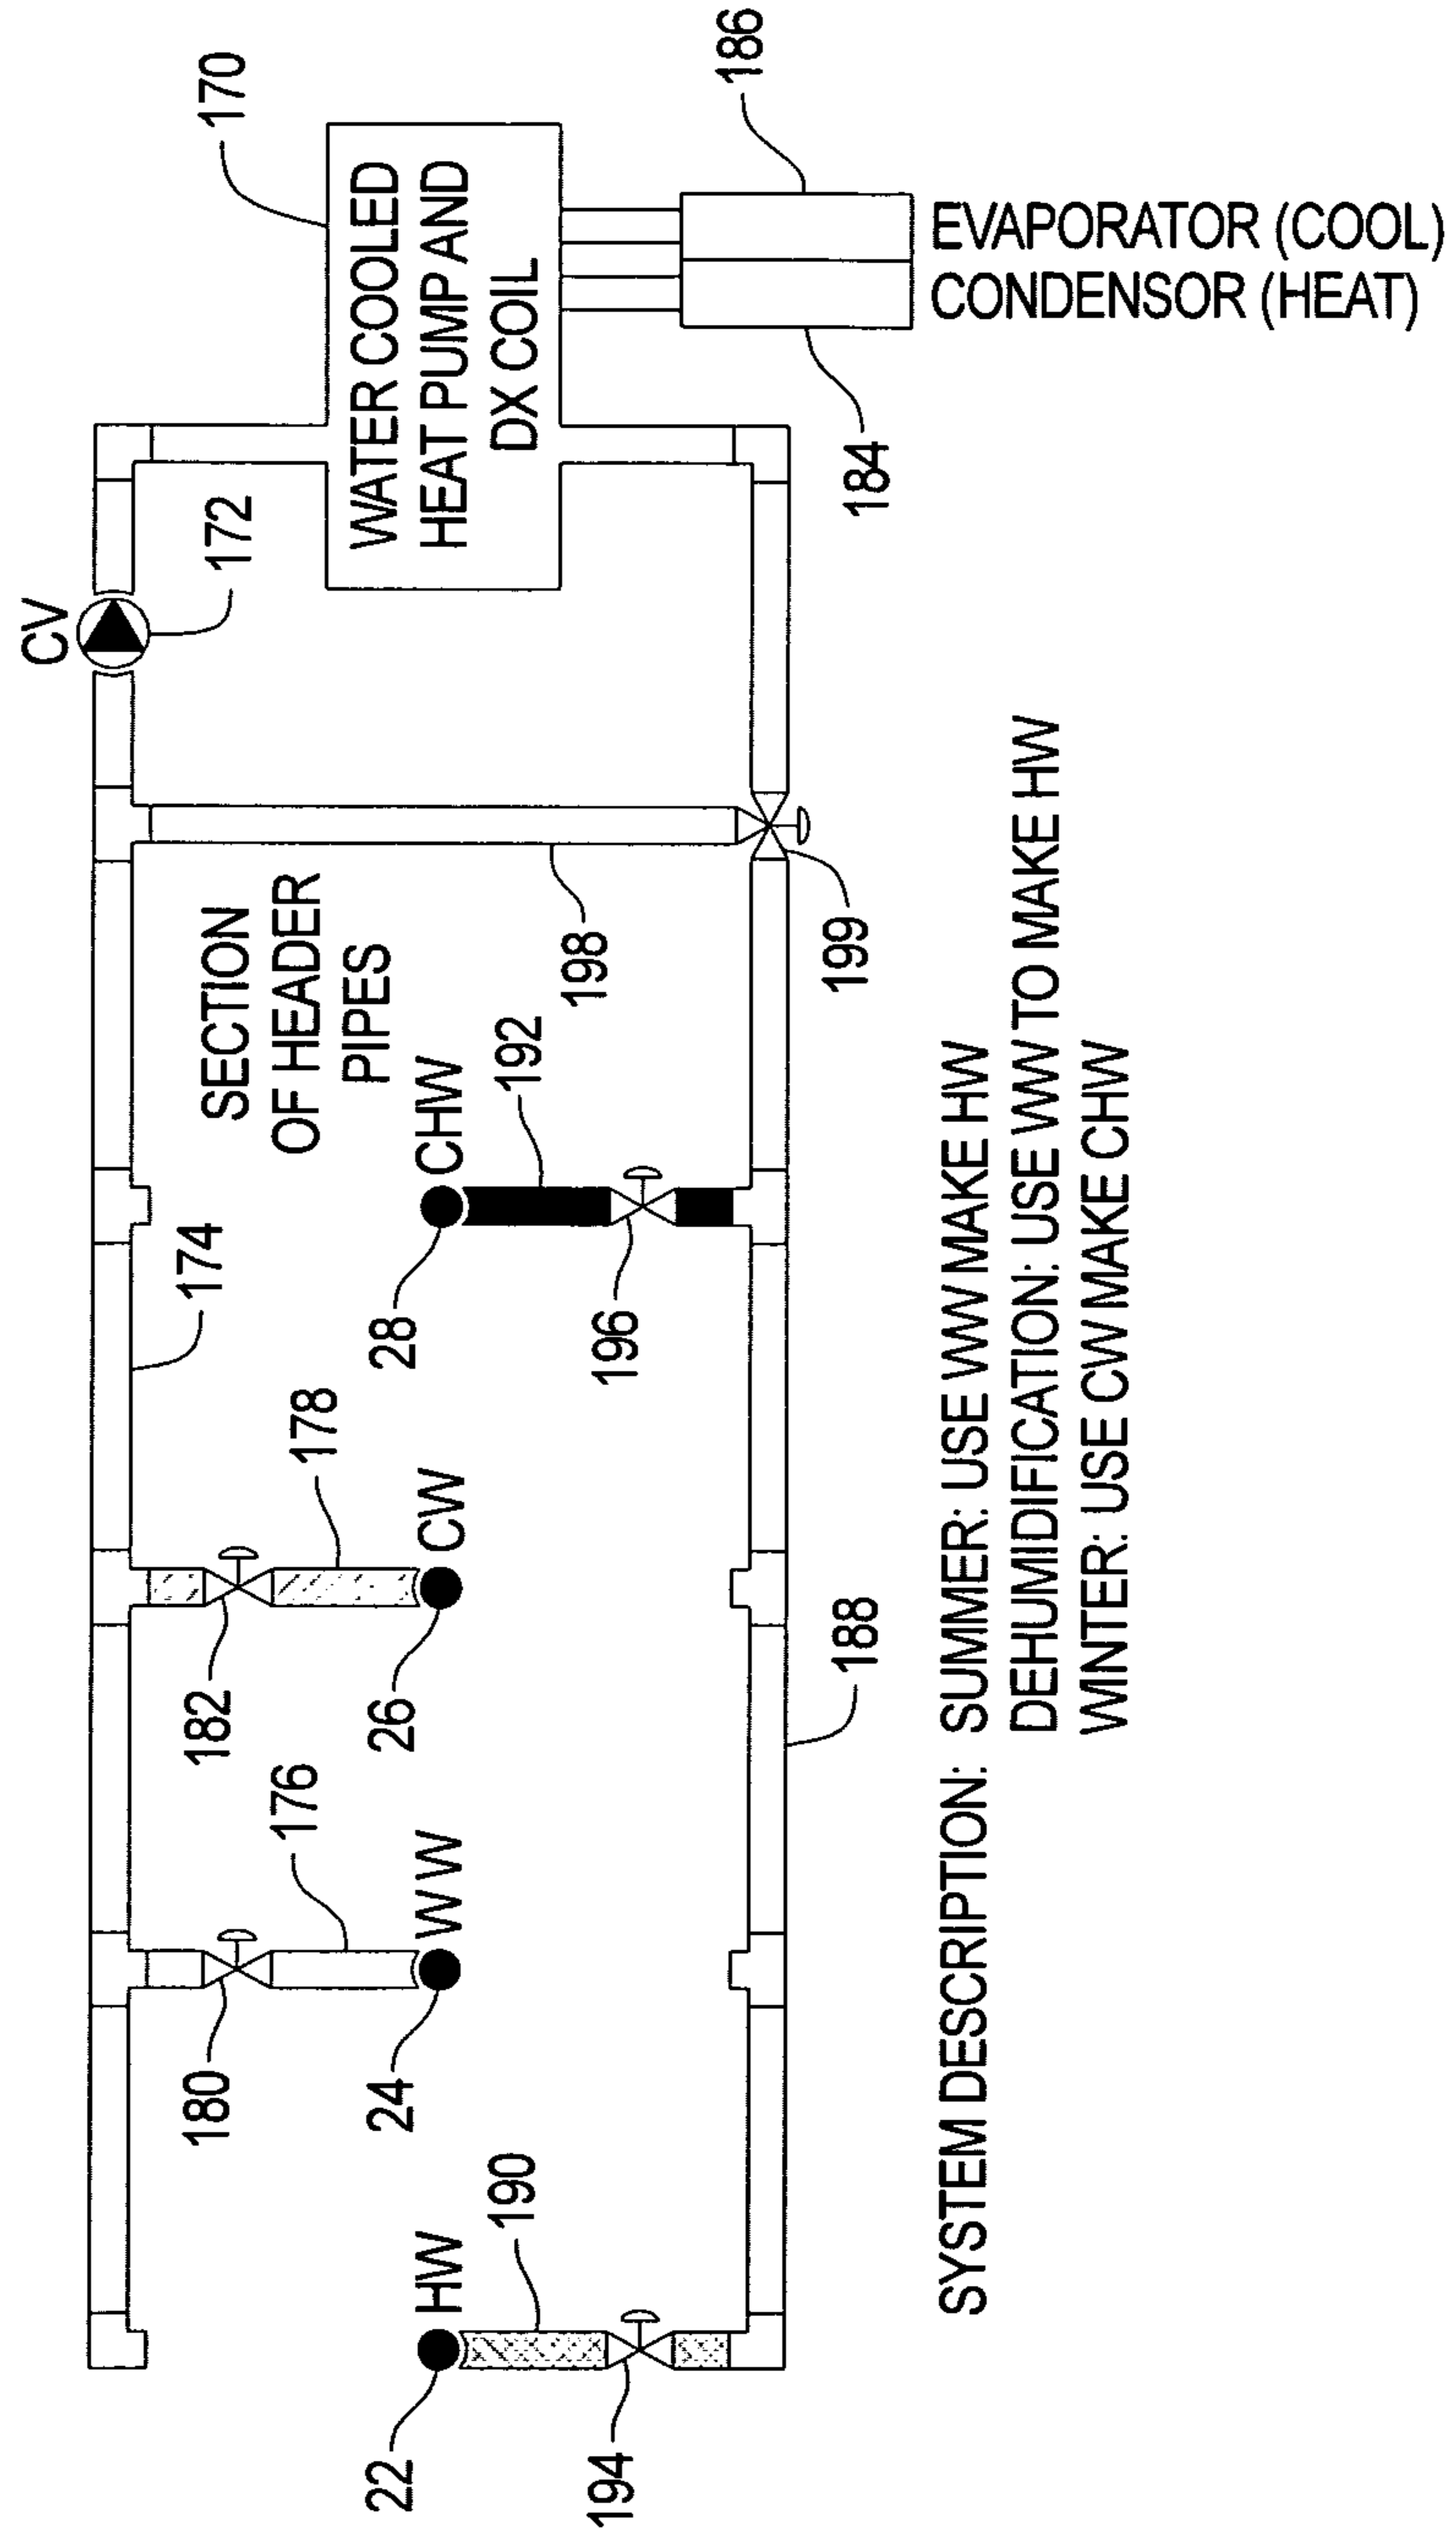 CV
172
170
WATER COOLED
HEAT PUMP AND
DX COIL
186
184
EVAPORATOR (COOL)
CONDENSOR (HEAT)
174
SECTION
OF HEADER
PIPES
198
199
182
178
26
CW
28
CHW
192
196
180
176
24
WW
22
HW
190
194
188
SYSTEM DESCRIPTION: SUMMER: USE WW MAKE HW
DEHUMIDIFICATION: USE WW TO MAKE HW
WINTER: USE CW MAKE CHW